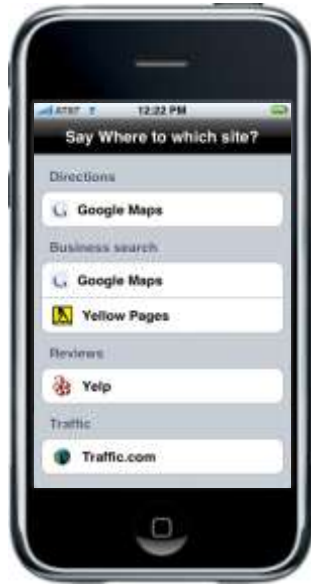 AT&T
12:22 PM
Say Where to which site?
Directions
Google Maps
Business search
Google Maps
Yellow Pages
Reviews
Yelp
Traffic
Traffic.com